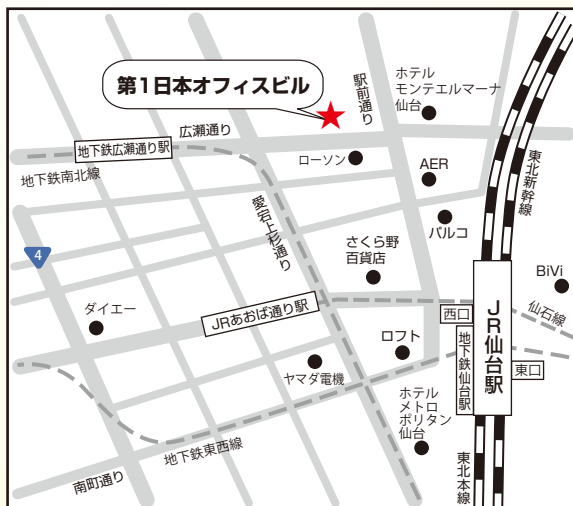 第1日本オフィスビル
駅前通り
ホテル
モンテエルマーナ
仙台
広瀬通り
地下鉄広瀬通り駅
地下鉄南北線
ローソン
AER
東北新幹線
愛宕上杉通り
パルコ
さくら野
百貨店
4
BiVi
ダイエー
JRあおば通り駅
西口
JR仙台駅
仙石線
地下鉄仙台駅
ロフト
東口
ヤマダ電機
ホテル
メトロ
ポリタン
仙台
地下鉄東西線
南町通り
東北本線